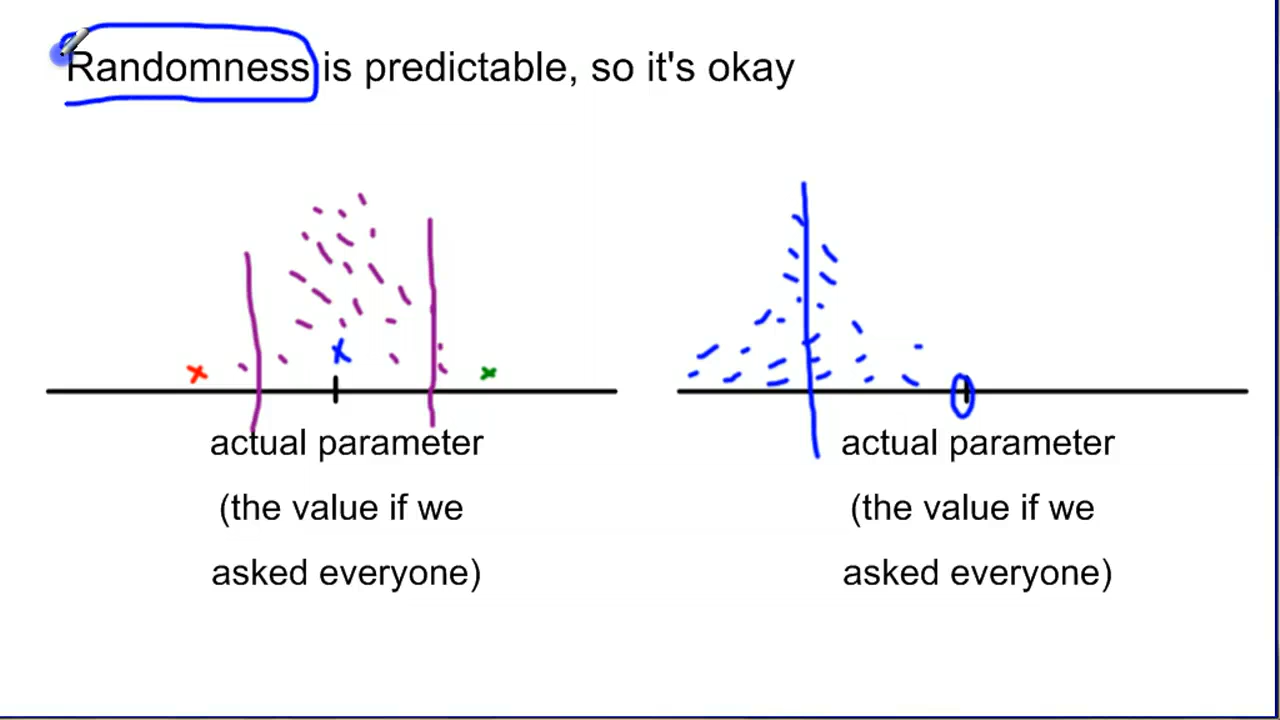 Randomness is predictable, so it's okay
actual parameter
(the value if we
asked everyone)
actual parameter
(the value if we
asked everyone)